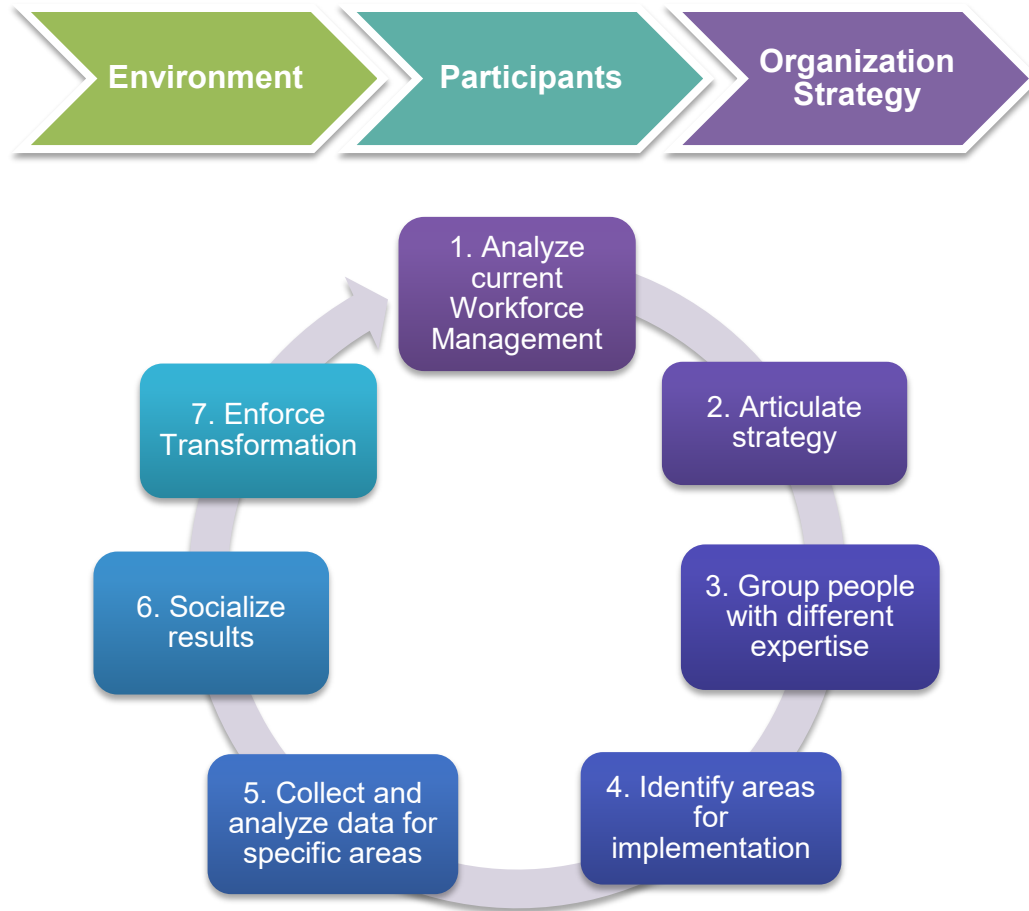 Environment
Participants
Organization
Strategy
1. Analyze
current
Workforce
Management
2. Articulate
strategy
3. Group people
with different
expertise
4. Identify areas
for
implementation
5. Collect and
analyze data for
specific areas
6. Socialize
results
7. Enforce
Transformation